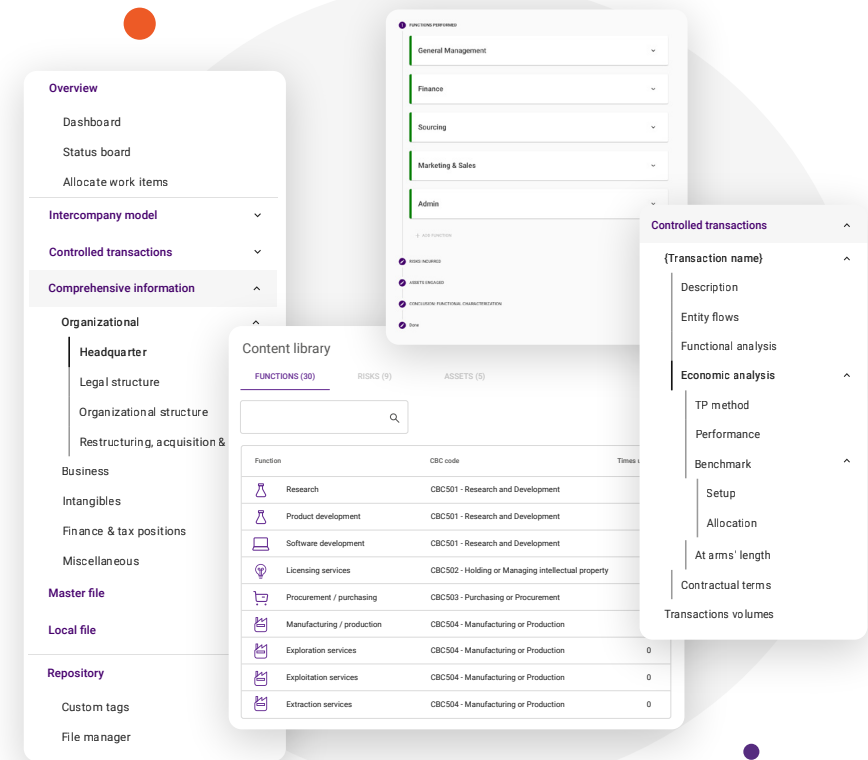 Overview
Dashboard
Status board
Allocate work items
Intercompany model
Controlled transactions
Comprehensive information
Organizational
Headquarter
Legal structure
Organizational structure
Restructuring, acquisition &
Business
Intangibles
Finance & tax positions
Miscellaneous
Master file
Local file
Repository
Custom tags
File manager
1 FUNCTIONS PERFORMED
General Management
Finance
Sourcing
Marketing & Sales
Admin
+ ADD FUNCTION
RISKS INCURRED
ASSETS ENGAGED
CONCLUSION FUNCTIONAL CHARACTERIZATION
Done
Content library
FUNCTIONS (30) RISKS (9) ASSETS (5)
Function CBC code Times
Research CBC501 - Research and Development
Product development CBC501 - Research and Development
Software development CBC501 - Research and Development
Licensing services CBC502 - Holding or Managing intellectual property
Procurement / purchasing CBC503 - Purchasing or Procurement
Manufacturing / production CBC504 - Manufacturing or Production
Exploration services CBC504 - Manufacturing or Production 0
Exploitation services CBC504 - Manufacturing or Production 0
Extraction services CBC504 - Manufacturing or Production 0
Controlled transactions
{Transaction name}
Description
Entity flows
Functional analysis
Economic analysis
TP method
Performance
Benchmark
Setup
Allocation
At arms' length
Contractual terms
Transactions volumes